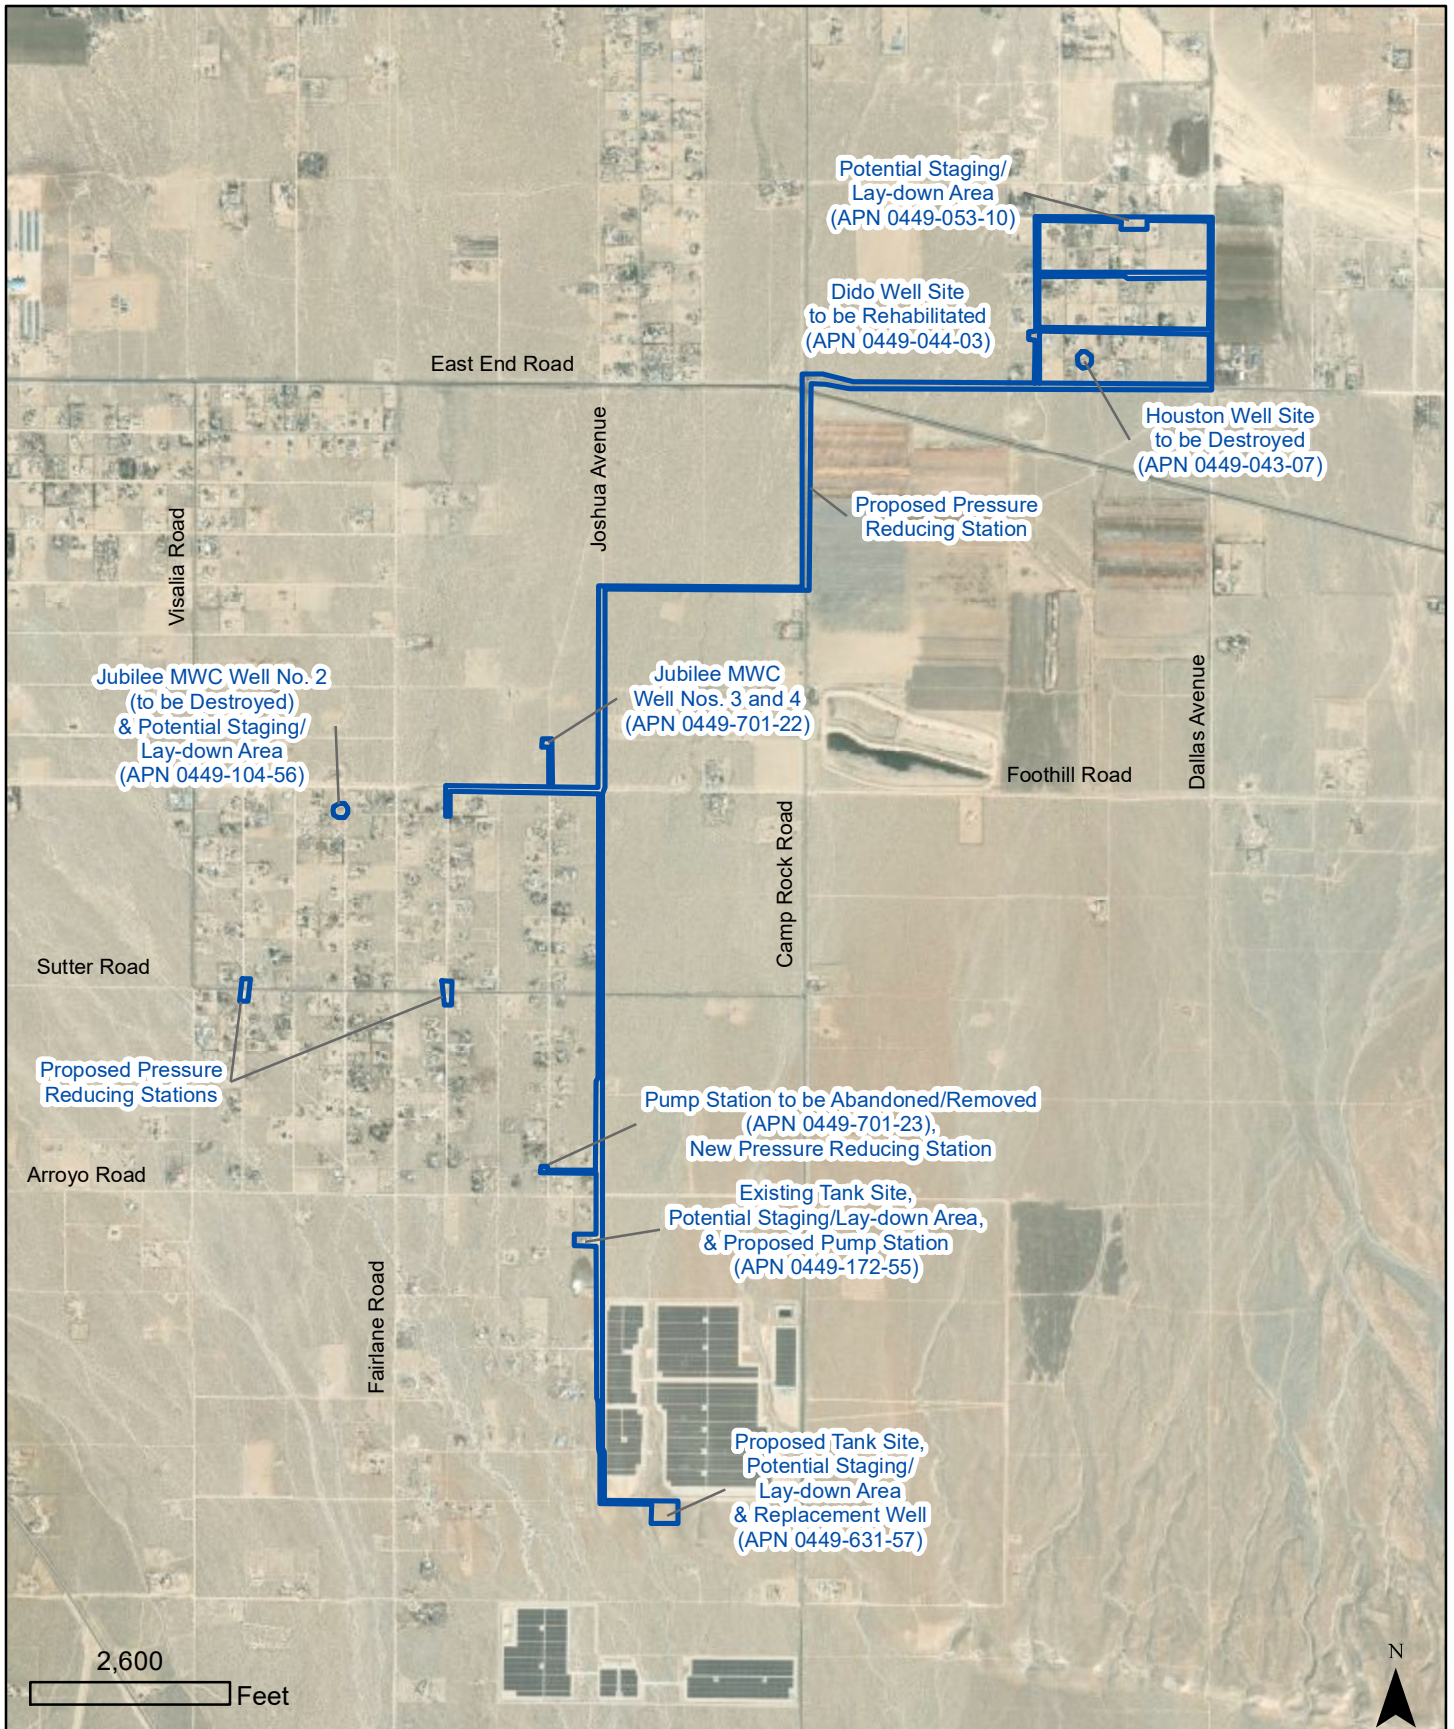 Potential Staging/
Lay-down Area
(APN 0449-053-10)
Dido Well Site
to be Rehabilitated
(APN 0449-044-03)
East End Road
Houston Well Site
to be Destroyed
(APN 0449-043-07)
Joshua Avenue
Proposed Pressure
Reducing Station
Visalia Road
Jubilee MWC Well No. 2
(to be Destroyed)
& Potential Staging/
Lay-down Area
(APN 0449-104-56)
Jubilee MWC
Well Nos. 3 and 4
(APN 0449-701-22)
Dallas Avenue
Foothill Road
Camp Rock Road
Sutter Road
Proposed Pressure
Reducing Stations
Pump Station to be Abandoned/Removed
(APN 0449-701-23),
New Pressure Reducing Station
Arroyo Road
Existing Tank Site,
Potential Staging/Lay-down Area,
& Proposed Pump Station
(APN 0449-172-55)
Fairlane Road
Proposed Tank Site,
Potential Staging/
Lay-down Area
& Replacement Well
(APN 0449-631-57)
2,600
Feet
N